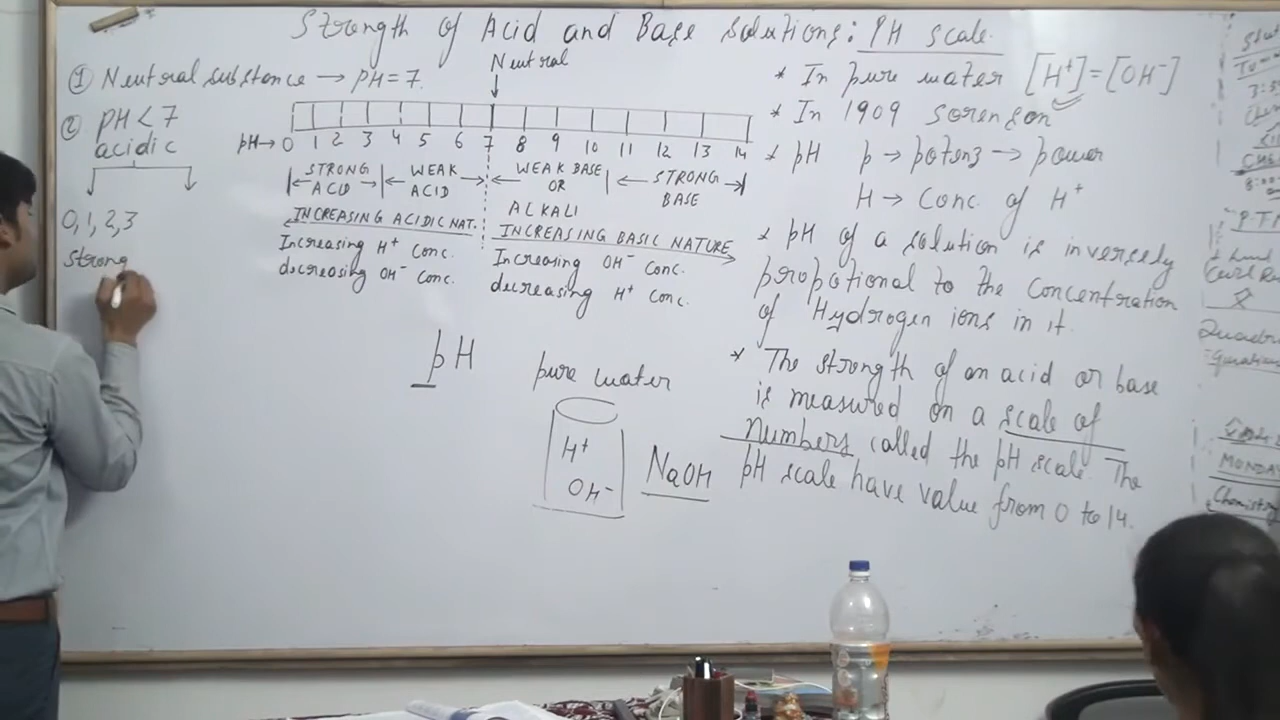 Strength of Acid and Base Solutions: PH scale.
① Neutral substance → PH = 7.
② PH < 7
acidic
0, 1, 2, 3
Strong
Neutral
pH→ 0 1 2 3 4 5 6 7 8 9 10 11 12 13 14
STRONG ACID
WEAK ACID
WEAK BASE OR ALKALI
STRONG BASE
INCREASING ACIDIC NAT.
Increasing H⁺ Conc.
decreasing OH⁻ Conc.
INCREASING BASIC NATURE
Increasing OH⁻ Conc.
decreasing H⁺ Conc.
pH
pure water
H⁺
OH⁻
NaOH
* In pure water [H⁺] = [OH⁻]
* In 1909 Sorenson
* pH p → potenz → power
H → Conc. of H⁺
* pH of a solution is inversely
propotional to the Concentration
of Hydrogen ions in it.
* The strength of an acid or base
is measured on a scale of
numbers called the pH scale. The
pH scale have value from 0 to 14.
MONDAY
Chemistry